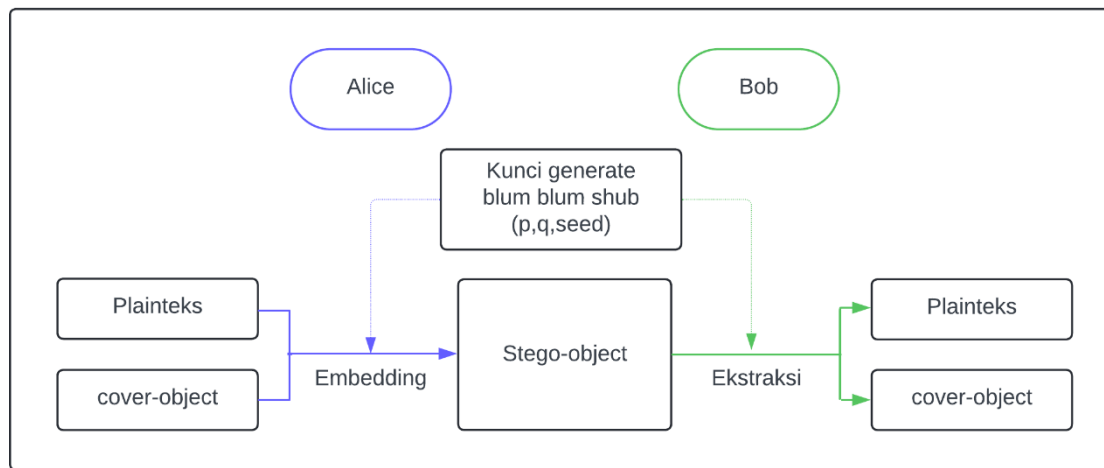 Alice
Bob
Kunci generate
blum blum shub
(p,q,seed)
Plainteks
cover-object
Embedding
Stego-object
Ekstraksi
Plainteks
cover-object